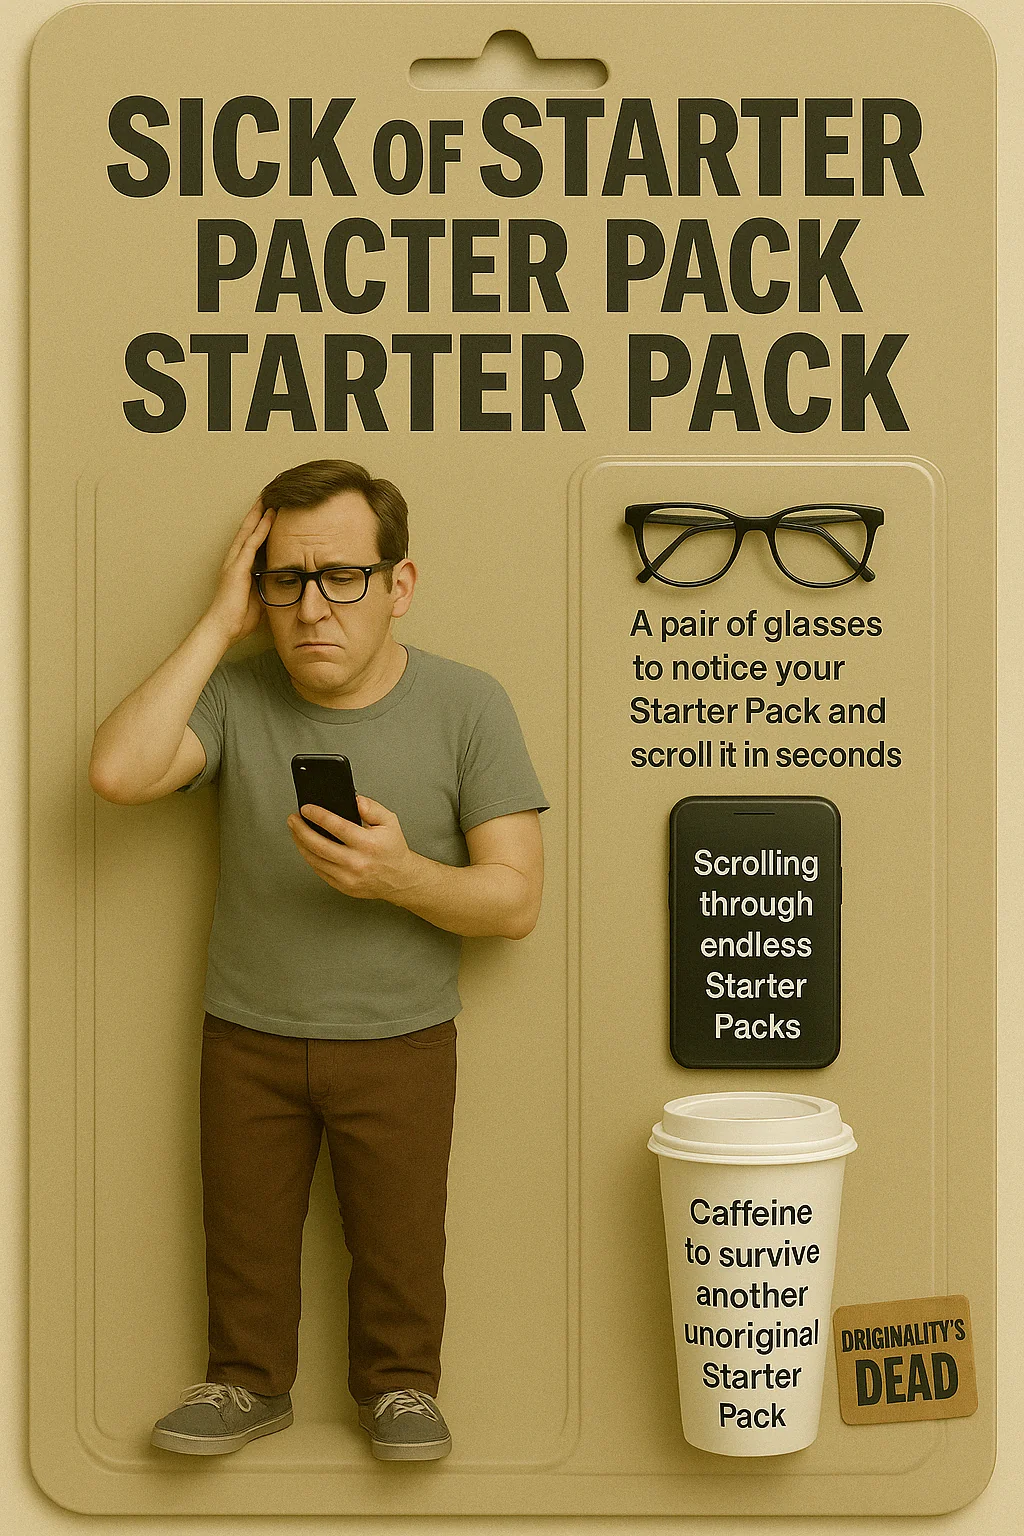 SICK OF STARTER
PACTER PACK
STARTER PACK
A pair of glasses
to notice your
Starter Pack and
scroll it in seconds
Scrolling
through
endless
Starter
Packs
Caffeine
to survive
another
unoriginal
Starter
Pack
DRIGINALITY'S
DEAD